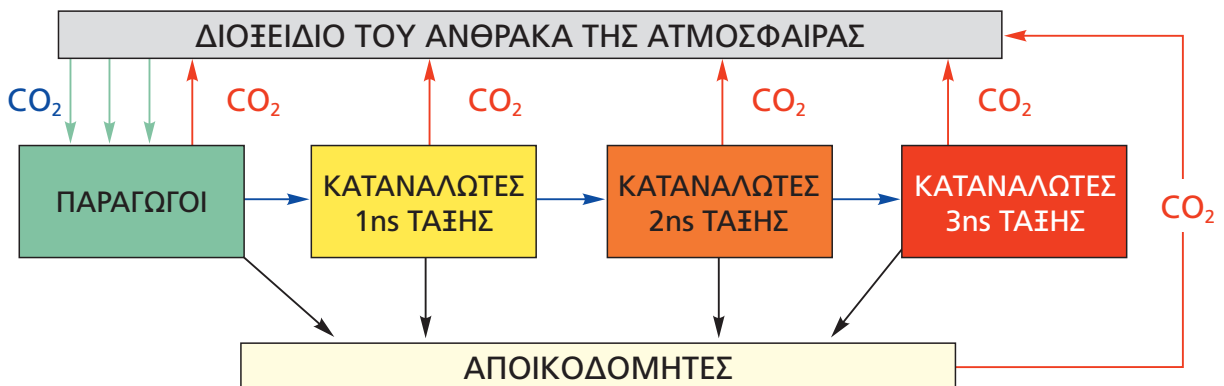 ΔΙΟΞΕΙΔΙΟ ΤΟΥ ΑΝΘΡΑΚΑ ΤΗΣ ΑΤΜΟΣΦΑΙΡΑΣ
CO₂
CO₂
CO₂
CO₂
CO₂
ΠΑΡΑΓΩΓΟΙ
ΚΑΤΑΝΑΛΩΤΕΣ
1ns ΤΑΞΗΣ
ΚΑΤΑΝΑΛΩΤΕΣ
2ns ΤΑΞΗΣ
ΚΑΤΑΝΑΛΩΤΕΣ
3ns ΤΑΞΗΣ
CO₂
ΑΠΟΙΚΟΔΟΜΗΤΕΣ